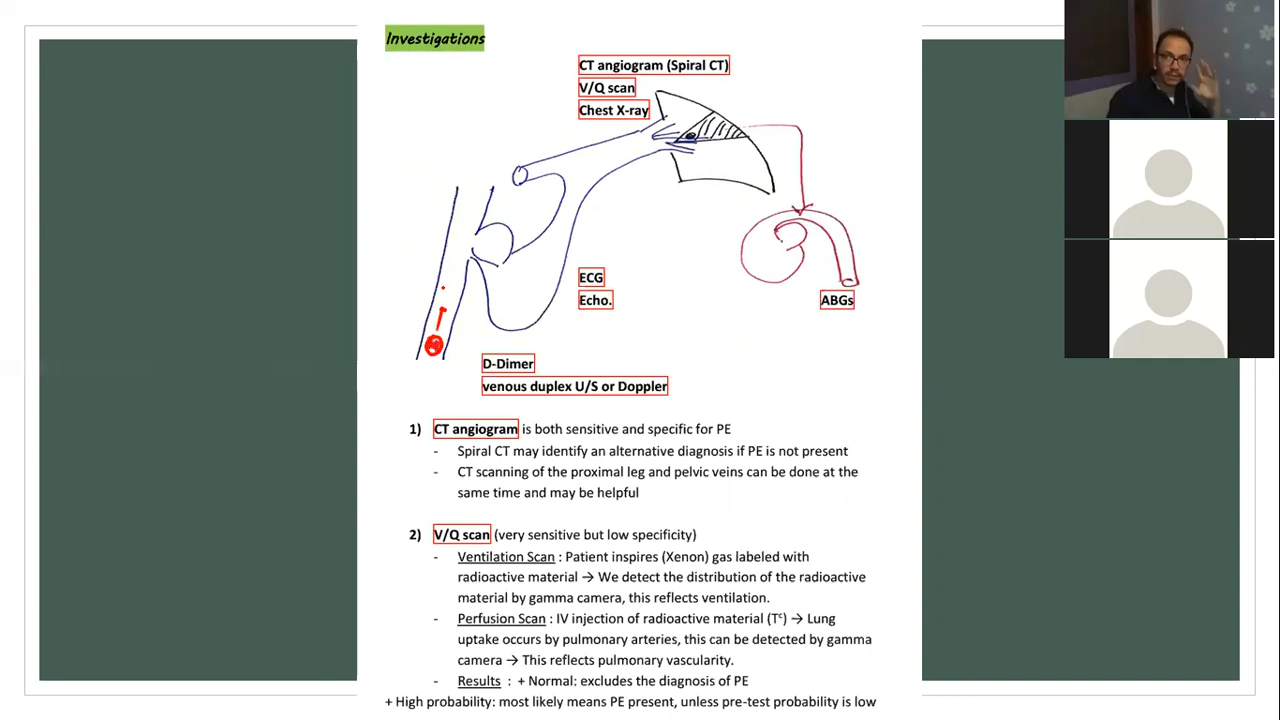 Investigations
CT angiogram (Spiral CT)
V/Q scan
Chest X-ray
ECG
Echo.
ABGs
D-Dimer
venous duplex U/S or Doppler
1) CT angiogram is both sensitive and specific for PE
- Spiral CT may identify an alternative diagnosis if PE is not present
- CT scanning of the proximal leg and pelvic veins can be done at the
same time and may be helpful
2) V/Q scan (very sensitive but low specificity)
- Ventilation Scan : Patient inspires (Xenon) gas labeled with
radioactive material → We detect the distribution of the radioactive
material by gamma camera, this reflects ventilation.
- Perfusion Scan : IV injection of radioactive material (Tᶜ) → Lung
uptake occurs by pulmonary arteries, this can be detected by gamma
camera → This reflects pulmonary vascularity.
- Results : + Normal: excludes the diagnosis of PE
+ High probability: most likely means PE present, unless pre-test probability is low